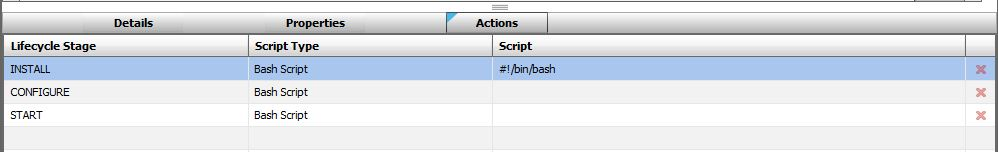 Details Properties Actions
Lifecycle Stage Script Type Script
INSTALL Bash Script #!/bin/bash
CONFIGURE Bash Script
START Bash Script